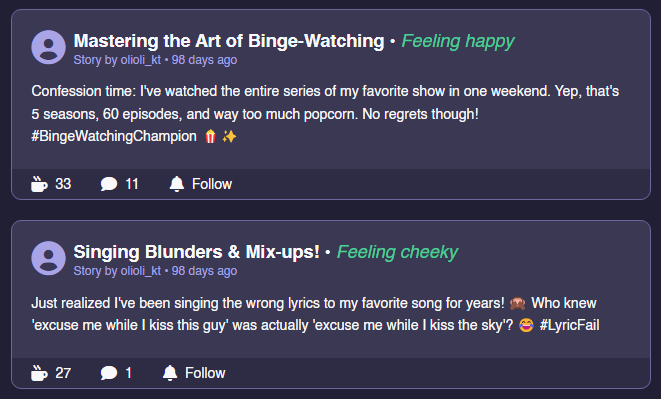 Mastering the Art of Binge-Watching • Feeling happy
Story by olioli_kt • 98 days ago
Confession time: I've watched the entire series of my favorite show in one weekend. Yep, that's
5 seasons, 60 episodes, and way too much popcorn. No regrets though!
#BingeWatchingChampion 🍿 ✨
33 11 Follow
Singing Blunders & Mix-ups! • Feeling cheeky
Story by olioli_kt • 98 days ago
Just realized I've been singing the wrong lyrics to my favorite song for years! 🙈 Who knew
'excuse me while I kiss this guy' was actually 'excuse me while I kiss the sky'? 😂 #LyricFail
27 1 Follow